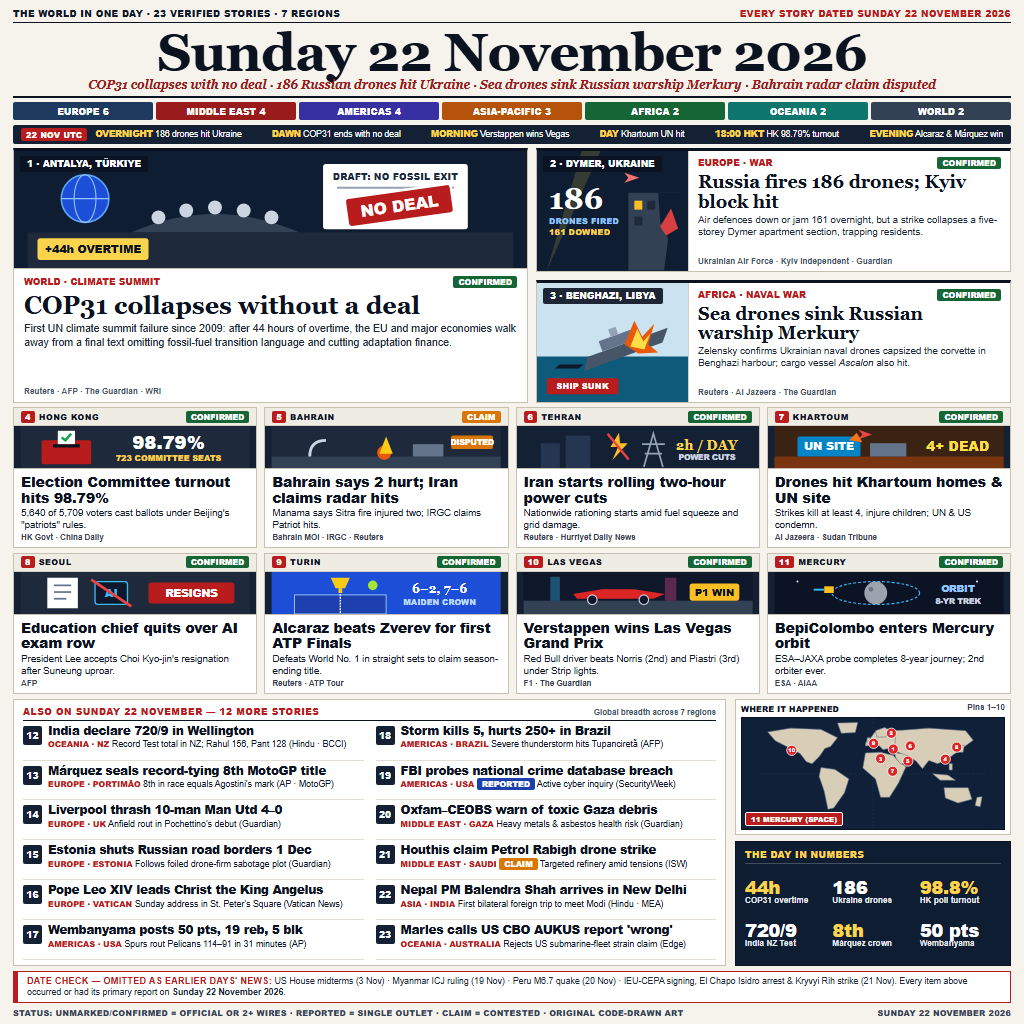 THE WORLD IN ONE DAY · 23 VERIFIED STORIES · 7 REGIONS
EVERY STORY DATED SUNDAY 22 NOVEMBER 2026
Sunday 22 November 2026
COP31 collapses with no deal · 186 Russian drones hit Ukraine · Sea drones sink Russian warship Merkury · Bahrain radar claim disputed
EUROPE 6
MIDDLE EAST 4
AMERICAS 4
ASIA-PACIFIC 3
AFRICA 2
OCEANIA 2
WORLD 2
22 NOV UTC
OVERNIGHT 186 drones hit Ukraine
DAWN COP31 ends with no deal
MORNING Verstappen wins Vegas
DAY Khartoum UN hit
18:00 HKT HK 98.79% turnout
EVENING Alcaraz & Márquez win
1 · ANTALYA, TÜRKIYE
DRAFT: NO FOSSIL EXIT
NO DEAL
+44h OVERTIME
WORLD · CLIMATE SUMMIT
CONFIRMED
COP31 collapses without a deal
First UN climate summit failure since 2009: after 44 hours of overtime, the EU and major economies walk
away from a final text omitting fossil-fuel transition language and cutting adaptation finance.
Reuters · AFP · The Guardian · WRI
2 · DYMER, UKRAINE
186
DRONES FIRED
161 DOWNED
EUROPE · WAR
CONFIRMED
Russia fires 186 drones; Kyiv
block hit
Air defences down or jam 161 overnight, but a strike collapses a five-
storey Dymer apartment section, trapping residents.
Ukrainian Air Force · Kyiv Independent · Guardian
3 · BENGHAZI, LIBYA
SHIP SUNK
AFRICA · NAVAL WAR
CONFIRMED
Sea drones sink Russian
warship Merkury
Zelensky confirms Ukrainian naval drones capsized the corvette in
Benghazi harbour; cargo vessel Ascalon also hit.
Reuters · Al Jazeera · The Guardian
4 HONG KONG
CONFIRMED
98.79%
723 COMMITTEE SEATS
Election Committee turnout
hits 98.79%
5,640 of 5,709 voters cast ballots under Beijing's
"patriots" rules.
HK Govt · China Daily
5 BAHRAIN
CLAIM
DISPUTED
Bahrain says 2 hurt; Iran
claims radar hits
Manama says Sitra fire injured two; IRGC claims
Patriot hits.
Bahrain MOI · IRGC · Reuters
6 TEHRAN
CONFIRMED
2h / DAY
POWER CUTS
Iran starts rolling two-hour
power cuts
Nationwide rationing starts amid fuel squeeze and
grid damage.
Reuters · Hurriyet Daily News
7 KHARTOUM
CONFIRMED
UN SITE
4+ DEAD
Drones hit Khartoum homes &
UN site
Strikes kill at least 4, injure children; UN & US
condemn.
Al Jazeera · Sudan Tribune
8 SEOUL
CONFIRMED
AI
RESIGNS
Education chief quits over AI
exam row
President Lee accepts Choi Kyo-jin's resignation
after Suneung uproar.
AFP
9 TURIN
CONFIRMED
6–2, 7–6
MAIDEN CROWN
Alcaraz beats Zverev for first
ATP Finals
Defeats World No. 1 in straight sets to claim season-
ending title.
Reuters · ATP Tour
10 LAS VEGAS
CONFIRMED
P1 WIN
Verstappen wins Las Vegas
Grand Prix
Red Bull driver beats Norris (2nd) and Piastri (3rd)
under Strip lights.
F1 · The Guardian
11 MERCURY
CONFIRMED
ORBIT
8-YR TREK
BepiColombo enters Mercury
orbit
ESA–JAXA probe completes 8-year journey; 2nd
orbiter ever.
ESA · AIAA
ALSO ON SUNDAY 22 NOVEMBER — 12 MORE STORIES
Global breadth across 7 regions
12 India declare 720/9 in Wellington
OCEANIA · NZ Record Test total in NZ; Rahul 156, Pant 128 (Hindu · BCCI)
13 Márquez seals record-tying 8th MotoGP title
EUROPE · PORTIMÃO 8th in race equals Agostini's mark (AP · MotoGP)
14 Liverpool thrash 10-man Man Utd 4–0
EUROPE · UK Anfield rout in Pochettino's debut (Guardian)
15 Estonia shuts Russian road borders 1 Dec
EUROPE · ESTONIA Follows foiled drone-firm sabotage plot (Guardian)
16 Pope Leo XIV leads Christ the King Angelus
EUROPE · VATICAN Sunday address in St. Peter's Square (Vatican News)
17 Wembanyama posts 50 pts, 19 reb, 5 blk
AMERICAS · USA Spurs rout Pelicans 114–91 in 31 minutes (AP)
18 Storm kills 5, hurts 250+ in Brazil
AMERICAS · BRAZIL Severe thunderstorm hits Tupanciretã (AFP)
19 FBI probes national crime database breach
AMERICAS · USA REPORTED Active cyber inquiry (SecurityWeek)
20 Oxfam–CEOBS warn of toxic Gaza debris
MIDDLE EAST · GAZA Heavy metals & asbestos health risk (Guardian)
21 Houthis claim Petrol Rabigh drone strike
MIDDLE EAST · SAUDI CLAIM Targeted refinery amid tensions (ISW)
22 Nepal PM Balendra Shah arrives in New Delhi
ASIA · INDIA First bilateral foreign trip to meet Modi (Hindu · MEA)
23 Marles calls US CBO AUKUS report 'wrong'
OCEANIA · AUSTRALIA Rejects US submarine-fleet strain claim (Edge)
WHERE IT HAPPENED
Pins 1–10
11 MERCURY (SPACE)
THE DAY IN NUMBERS
44h
COP31 overtime
186
Ukraine drones
98.8%
HK poll turnout
720/9
India NZ Test
8th
Márquez crown
50 pts
Wembanyama
DATE CHECK — OMITTED AS EARLIER DAYS' NEWS: US House midterms (3 Nov) · Myanmar ICJ ruling (19 Nov) · Peru M6.7 quake (20 Nov) · IEU-CEPA signing, El Chapo Isidro arrest & Kryvyi Rih strike (21 Nov). Every item above
occurred or had its primary report on Sunday 22 November 2026.
STATUS: UNMARKED/CONFIRMED = OFFICIAL OR 2+ WIRES · REPORTED = SINGLE OUTLET · CLAIM = CONTESTED · ORIGINAL CODE-DRAWN ART
SUNDAY 22 NOVEMBER 2026